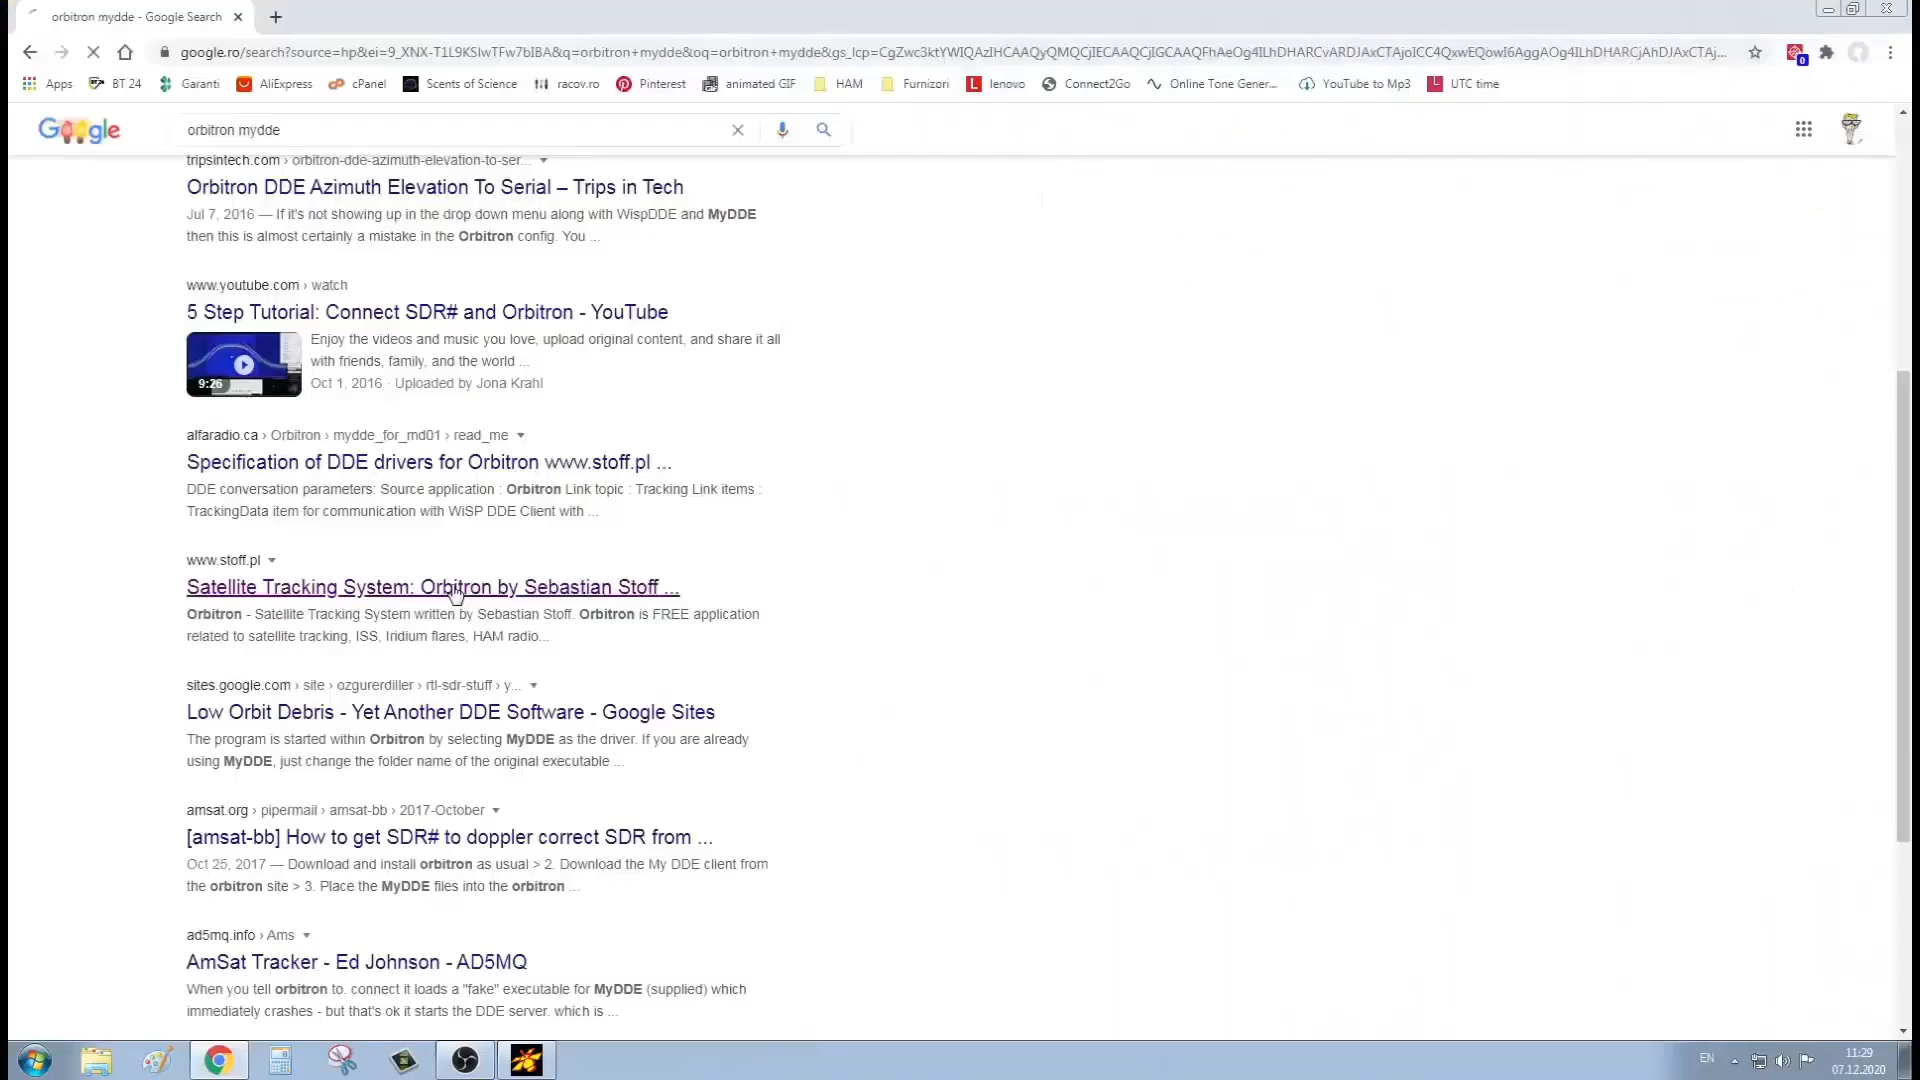 orbitron mydde - Google Search
google.ro/search?source=hp&ei=9_XNX-T1L9KSlwTFw7bIBA&q=orbitron+mydde&oq=orbitron+mydde&gs_lcp=CgZwc3ktYWIQAzIHCAAQyQMQCjIECAAQCjIGCAAQFhAeOg4ILhDHARCvARDJAxCTAjoICC4QxwEQowI6AggAOg4ILhDHARCjAhDJAxCTAj...
Apps BT 24 Garanti AliExpress cPanel Scents of Science racov.ro Pinterest animated GIF HAM Furnizori lenovo Connect2Go Online Tone Gener... YouTube to Mp3 UTC time
Google orbitron mydde
tripsintech.com › orbitron-dde-azimuth-elevation-to-ser...
Orbitron DDE Azimuth Elevation To Serial – Trips in Tech
Jul 7, 2016 — If it's not showing up in the drop down menu along with WispDDE and MyDDE
then this is almost certainly a mistake in the Orbitron config. You ...
www.youtube.com › watch
5 Step Tutorial: Connect SDR# and Orbitron - YouTube
Enjoy the videos and music you love, upload original content, and share it all
with friends, family, and the world ...
9:26
Oct 1, 2016 · Uploaded by Jona Krahl
alfaradio.ca › Orbitron › mydde_for_md01 › read_me
Specification of DDE drivers for Orbitron www.stoff.pl ...
DDE conversation parameters: Source application : Orbitron Link topic : Tracking Link items :
TrackingData item for communication with WiSP DDE Client with ...
www.stoff.pl
Satellite Tracking System: Orbitron by Sebastian Stoff ...
Orbitron - Satellite Tracking System written by Sebastian Stoff. Orbitron is FREE application
related to satellite tracking, ISS, Iridium flares, HAM radio...
sites.google.com › site › ozgurerdiller › rtl-sdr-stuff › y...
Low Orbit Debris - Yet Another DDE Software - Google Sites
The program is started within Orbitron by selecting MyDDE as the driver. If you are already
using MyDDE, just change the folder name of the original executable ...
amsat.org › pipermail › amsat-bb › 2017-October
[amsat-bb] How to get SDR# to doppler correct SDR from ...
Oct 25, 2017 — Download and install orbitron as usual > 2. Download the My DDE client from
the orbitron site > 3. Place the MyDDE files into the orbitron ...
ad5mq.info › Ams
AmSat Tracker - Ed Johnson - AD5MQ
When you tell orbitron to. connect it loads a "fake" executable for MyDDE (supplied) which
immediately crashes - but that's ok it starts the DDE server. which is ...
EN
11:29
07.12.2020